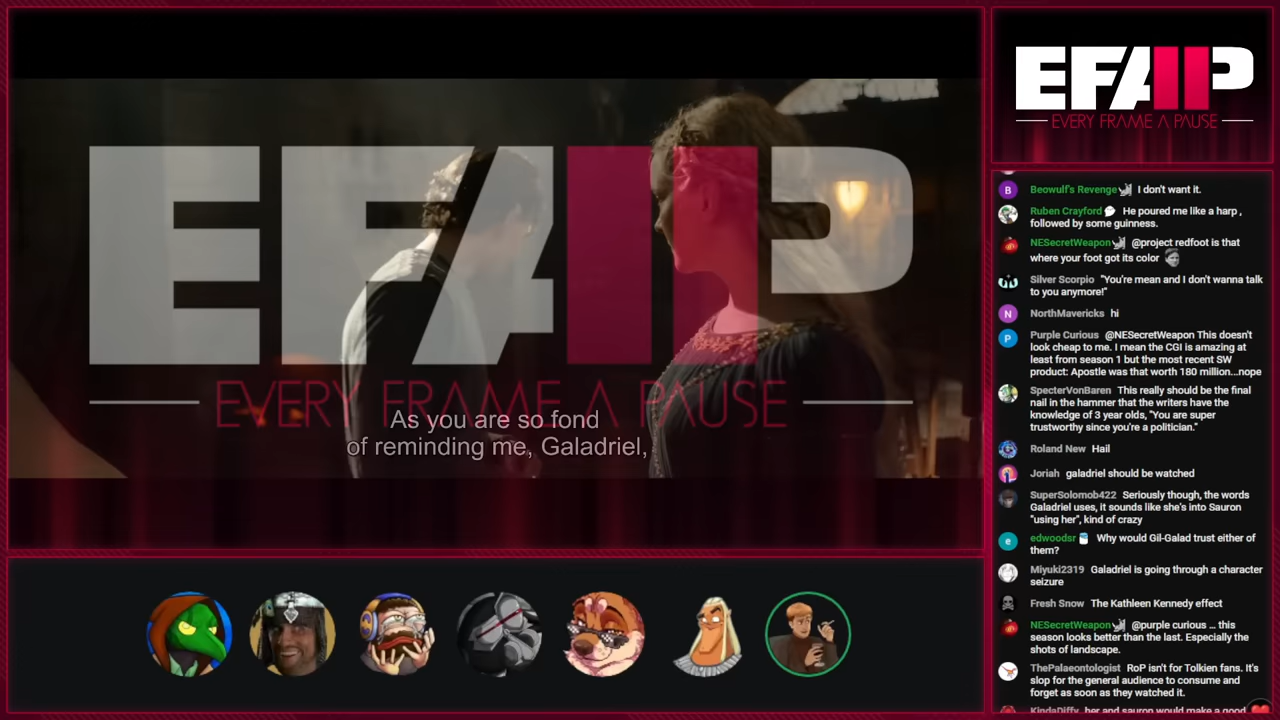 EFAP
EVERY FRAME A PAUSE
As you are so fond
of reminding me, Galadriel,
EFAP
EVERY FRAME A PAUSE
B
Beowulf's Revenge I don't want it.
Ruben Crayford He poured me like a harp ,
followed by some guinness.
NESecretWeapon @project redfoot is that
where your foot got its color
Silver Scorpio "You're mean and I don't wanna talk
to you anymore!"
N
NorthMavericks hi
P
Purple Curious @NESecretWeapon This doesn't
look cheap to me. I mean the CGI is amazing at
least from season 1 but the most recent SW
product: Apostle was that worth 180 million...nope
SpecterVonBaren This really should be the final
nail in the hammer that the writers have the
knowledge of 3 year olds, "You are super
trustworthy since you're a politician."
Roland New Hail
Joriah galadriel should be watched
SuperSolomob422 Seriously though, the words
Galadriel uses, it sounds like she's into Sauron
"using her", kind of crazy
e
edwoodsr Why would Gil-Galad trust either of
them?
Miyuki2319 Galadriel is going through a character
seizure
Fresh Snow The Kathleen Kennedy effect
NESecretWeapon @purple curious ... this
season looks better than the last. Especially the
shots of landscape.
ThePalaeontologist RoP isn't for Tolkien fans. It's
slop for the general audience to consume and
forget as soon as they watched it.
KindaDiffy her and sauron would make a good